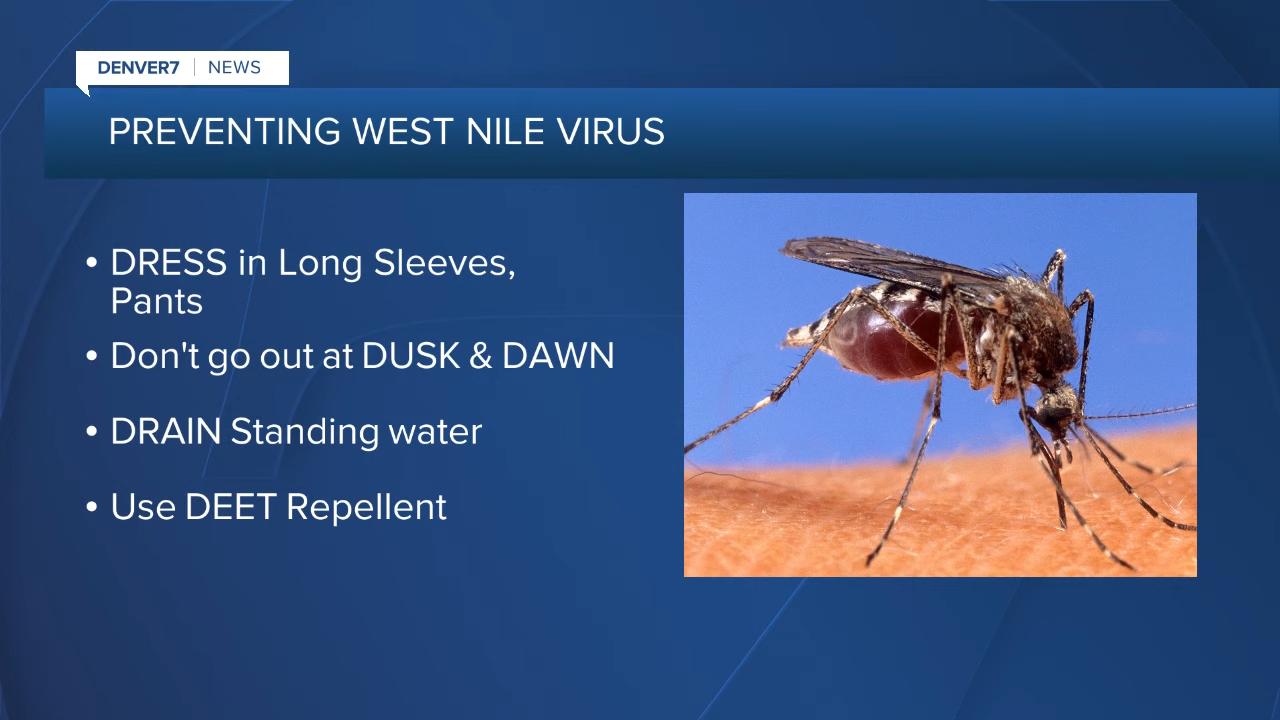 DENVER7 | NEWS
PREVENTING WEST NILE VIRUS
• DRESS in Long Sleeves,
Pants
• Don't go out at DUSK & DAWN
• DRAIN Standing water
• Use DEET Repellent